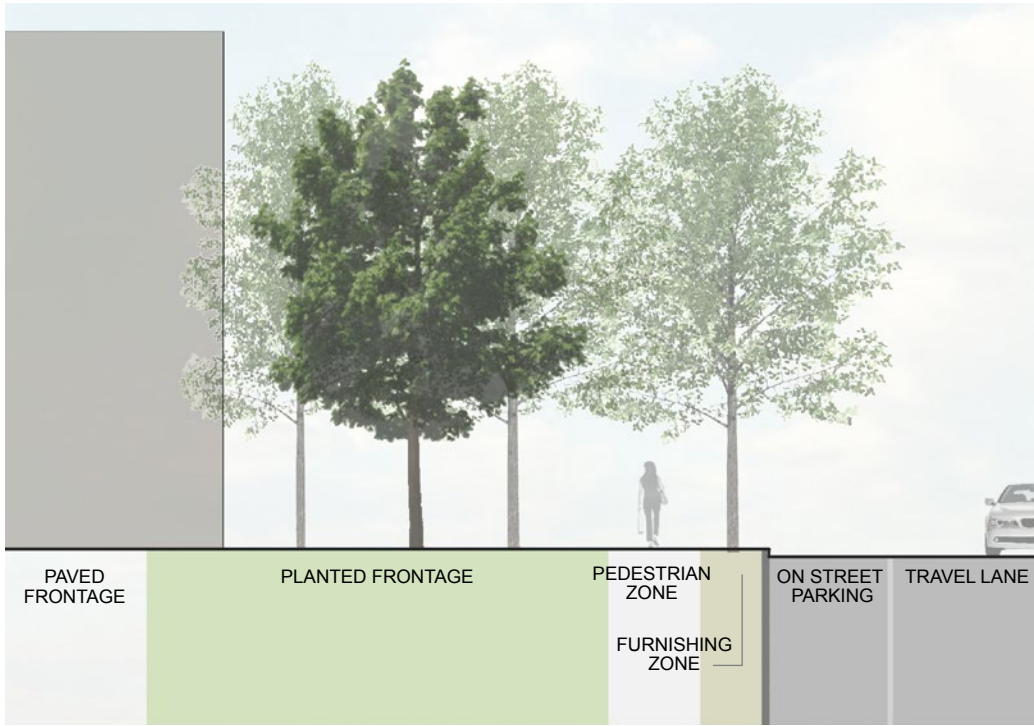 PAVED
FRONTAGE
PLANTED FRONTAGE
PEDESTRIAN
ZONE
FURNISHING
ZONE
ON STREET
PARKING
TRAVEL LANE